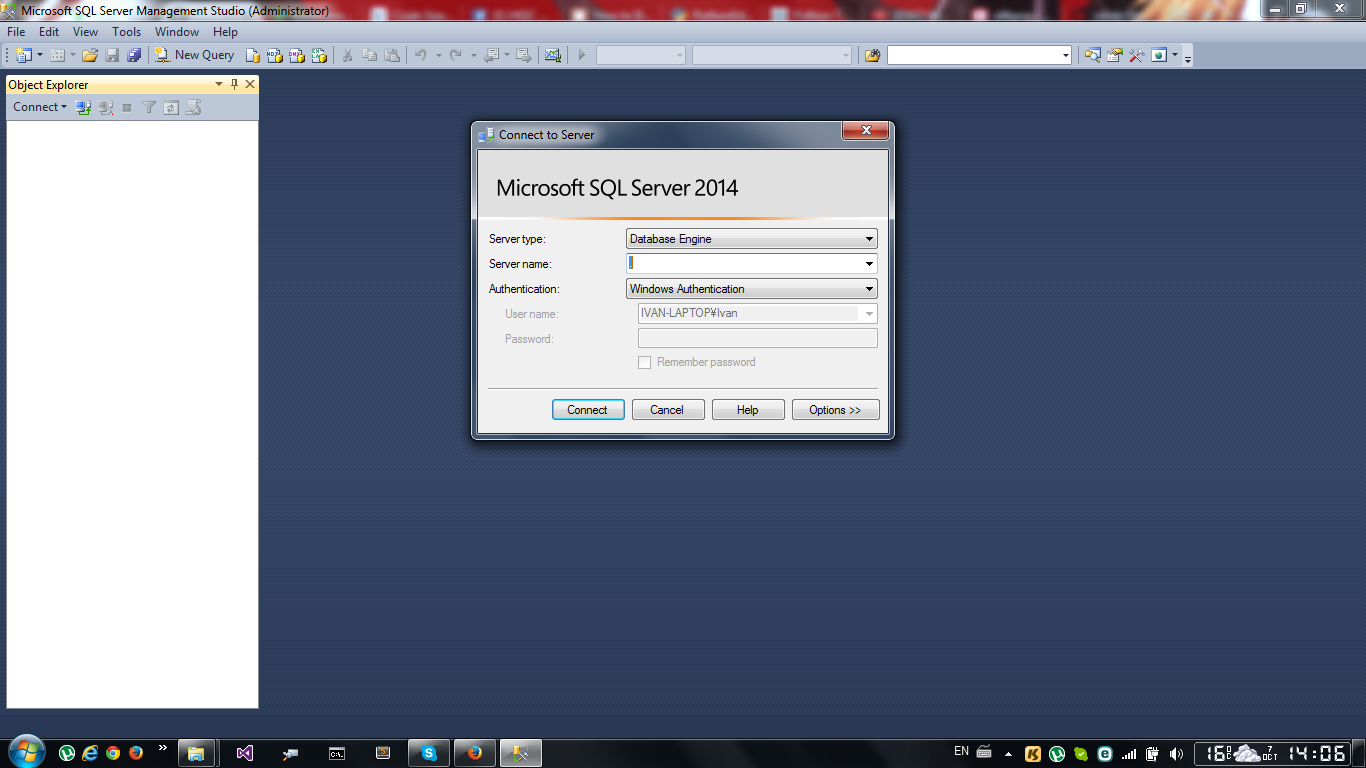 Microsoft SQL Server Management Studio (Administrator)
File Edit View Tools Window Help
New Query
Object Explorer
Connect
Connect to Server
Microsoft SQL Server 2014
Server type: Database Engine
Server name: .
Authentication: Windows Authentication
User name: IVAN-LAPTOP¥Ivan
Password:
Remember password
Connect Cancel Help Options >>
EN 16°C 7 OCT 14:06